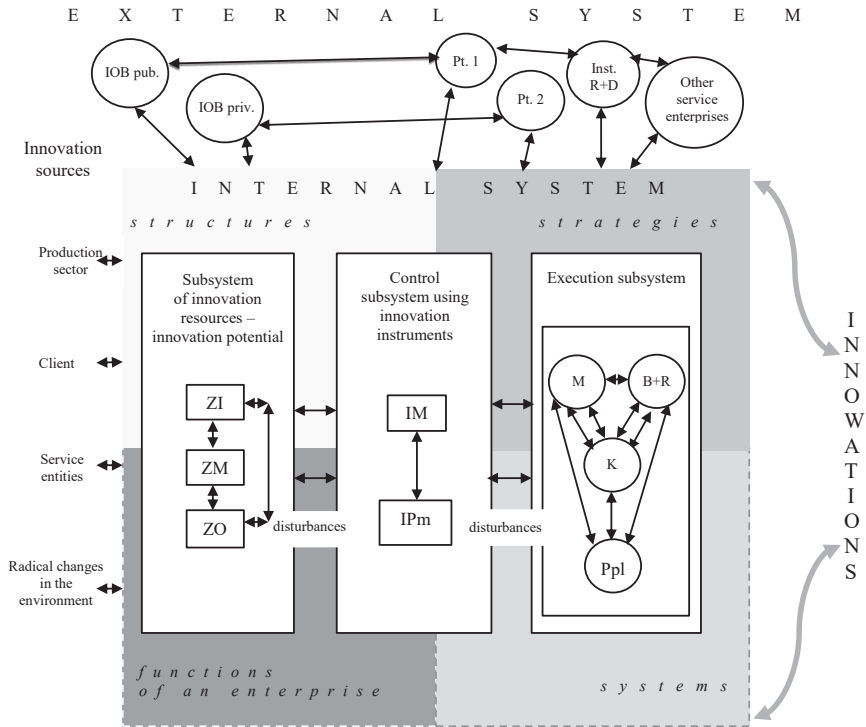 E X T E R N A L S Y S T E M
IOB pub.
Pt. 1
Inst.
R+D
IOB priv.
Pt. 2
Other
service
enterprises
Innovation
sources
I N T E R N A L S Y S T E M
s t r u c t u r e s
s t r a t e g i e s
Production
sector
Client
Service
entities
Radical changes
in the
environment
Subsystem
of innovation
resources –
innovation potential
ZI
ZM
ZO
disturbances
Control
subsystem using
innovation
instruments
IM
IPm
disturbances
Execution subsystem
M
B+R
K
Ppl
f u n c t i o n s
o f a n e n t e r p r i s e
s y s t e m s
I
N
N
O
W
A
T
I
O
N
S